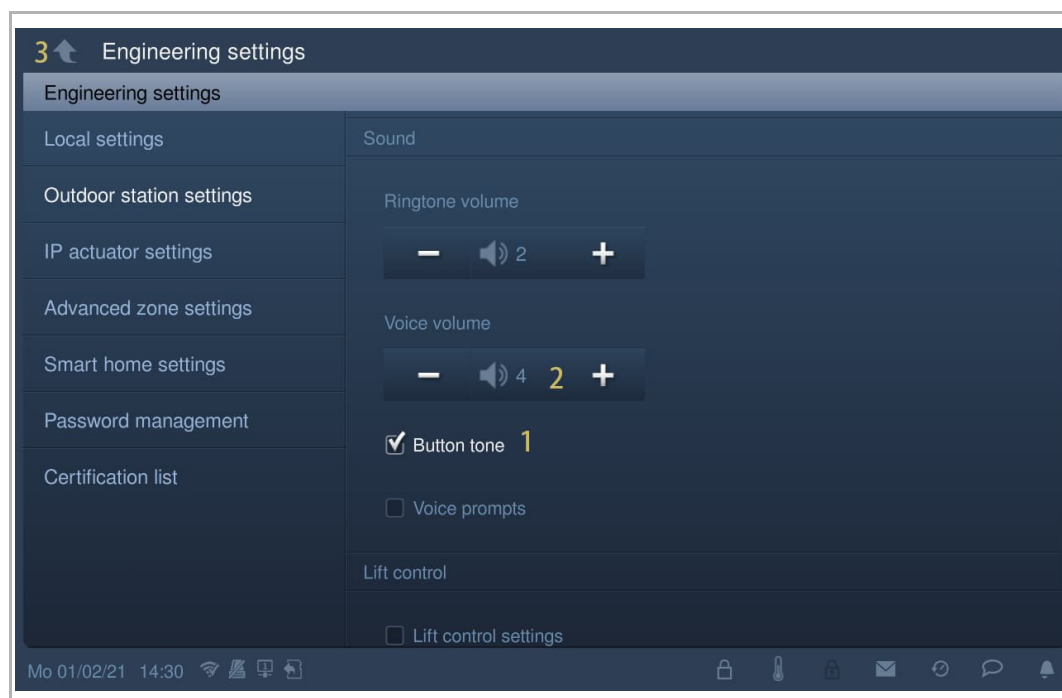 3 Engineering settings
Engineering settings
Local settings
Outdoor station settings
IP actuator settings
Advanced zone settings
Smart home settings
Password management
Certification list
Sound
Ringtone volume
− 2 +
Voice volume
− 4 2 +
Button tone 1
Voice prompts
Lift control
Lift control settings
Mo 01/02/21 14:30